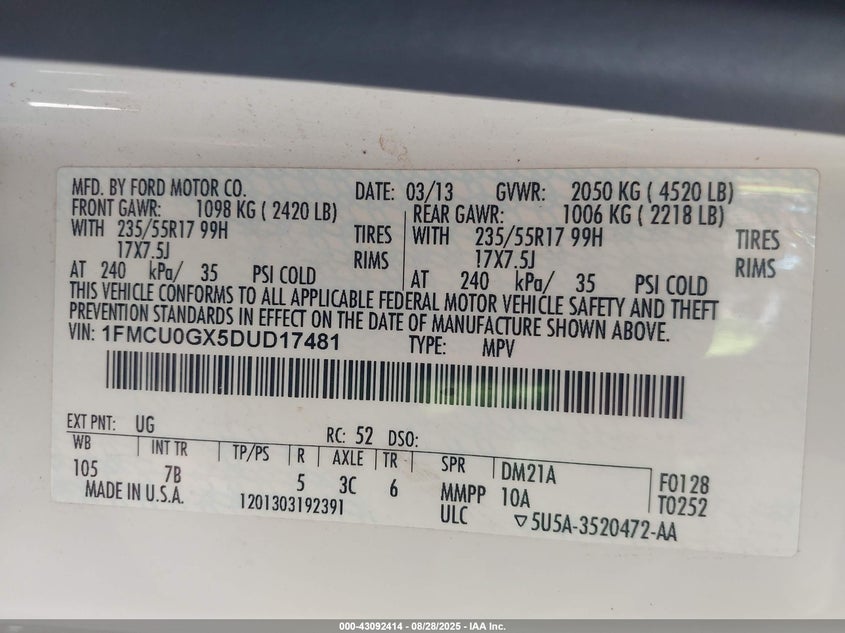 MFD. BY FORD MOTOR CO. DATE: 03/13 GVWR: 2050 KG ( 4520 LB)
FRONT GAWR: 1098 KG ( 2420 LB) REAR GAWR: 1006 KG ( 2218 LB)
WITH 235/55R17 99H TIRES WITH 235/55R17 99H TIRES
17X7.5J RIMS 17X7.5J RIMS
AT 240 kPa/ 35 PSI COLD AT 240 kPa/ 35 PSI COLD
THIS VEHICLE CONFORMS TO ALL APPLICABLE FEDERAL MOTOR VEHICLE SAFETY AND THEFT
PREVENTION STANDARDS IN EFFECT ON THE DATE OF MANUFACTURE SHOWN ABOVE.
VIN: 1FMCU0GX5DUD17481 TYPE: MPV
EXT PNT: UG RC: 52 DSO:
WB INT TR TP/PS R AXLE TR SPR DM21A F0128
105 7B 5 3C 6 MMPP 10A T0252
MADE IN U.S.A. 1201303192391 ULC ▽5U5A-3520472-AA
000-43092414 - 08/28/2025 - IAA Inc.